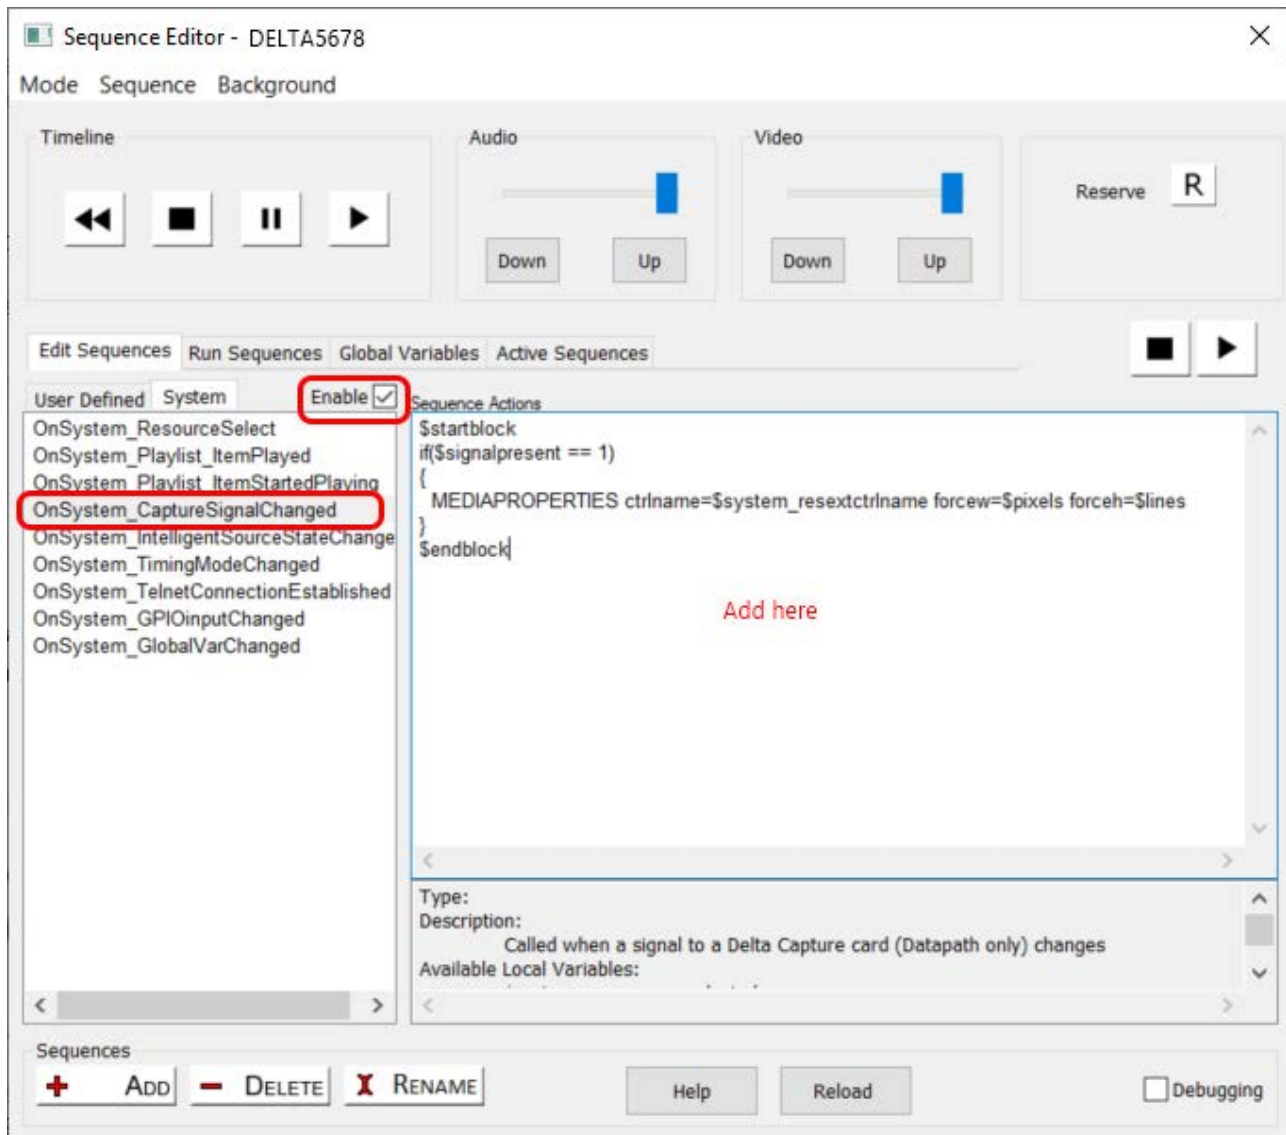 Sequence Editor - DELTA5678
Mode Sequence Background
Timeline
Audio
Video
Reserve R
Down Up
Down Up
Edit Sequences Run Sequences Global Variables Active Sequences
User Defined System Enable
OnSystem_ResourceSelect
OnSystem_Playlist_ItemPlayed
OnSystem_Playlist_ItemStartedPlaying
OnSystem_CaptureSignalChanged
OnSystem_IntelligentSourceStateChange
OnSystem_TimingModeChanged
OnSystem_TelnetConnectionEstablished
OnSystem_GPIOinputChanged
OnSystem_GlobalVarChanged
Sequence Actions
$startblock
if($signalpresent == 1)
{
MEDIAPROPERTIES ctrlname=$system_resextctrlname forcew=$pixels forceh=$lines
}
$endblock
Add here
Type:
Description:
Called when a signal to a Delta Capture card (Datapath only) changes
Available Local Variables:
Sequences
ADD DELETE RENAME
Help Reload
Debugging